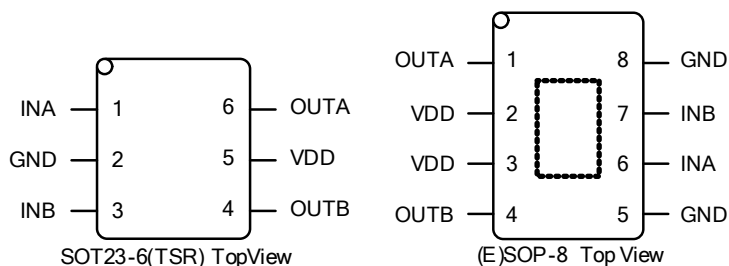 INA 1 6 OUTA
GND 2 5 VDD
INB 3 4 OUTB
SOT23-6(TSR) TopView
OUTA 1 8 GND
VDD 2 7 INB
VDD 3 6 INA
OUTB 4 5 GND
(E)SOP-8 Top View